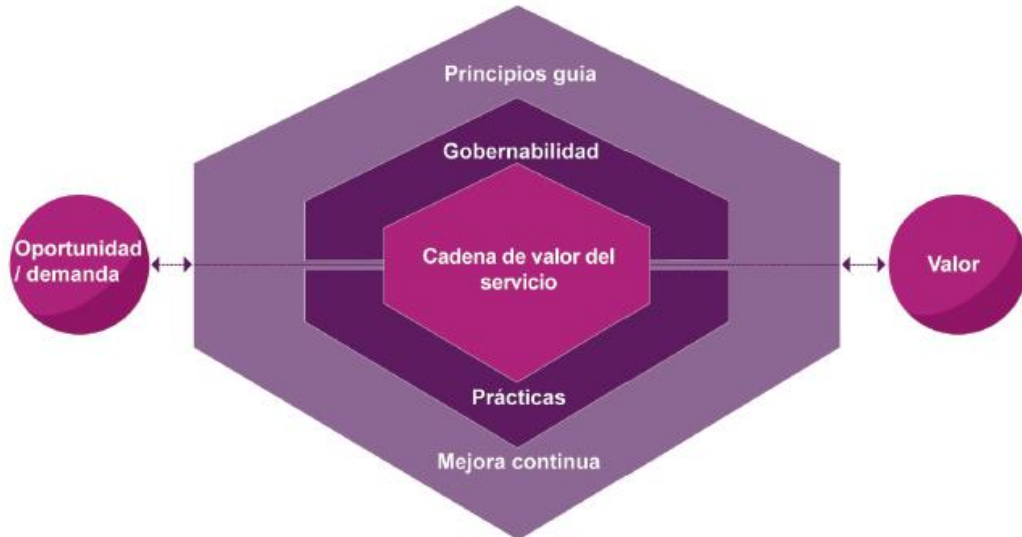 Principios guia
Gobernabilidad
Oportunidad
/ demanda
Cadena de valor del
servicio
Valor
Prácticas
Mejora continua